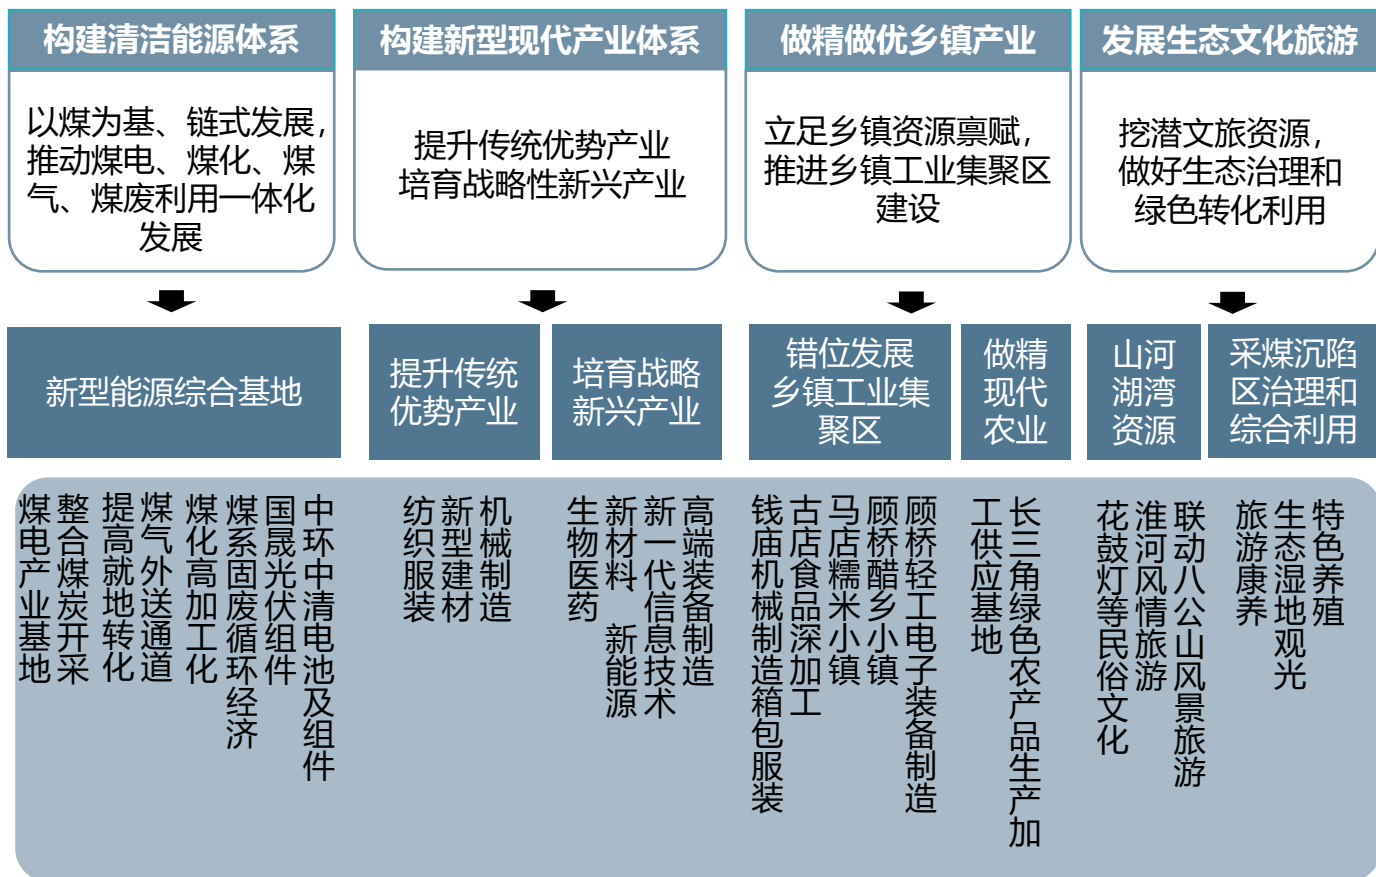 构建清洁能源体系
以煤为基、链式发展，
推动煤电、煤化、煤
气、煤废利用一体化
发展
构建新型现代产业体系
提升传统优势产业
培育战略性新兴产业
做精做优乡镇产业
立足乡镇资源禀赋，
推进乡镇工业集聚区
建设
发展生态文化旅游
挖潜文旅资源，
做好生态治理和
绿色转化利用
新型能源综合基地
提升传统
优势产业
培育战略
新兴产业
错位发展
乡镇工业集
聚区
做精
现代
农业
山河
湖湾
资源
采煤沉陷
区治理和
综合利用
煤电产业基地
整合煤炭开采
提高就地转化
煤气外送通道
煤化高加工化
煤系固废循环经济
国晟光伏组件
中环中清电池及组件
纺织服装
新型建材
机械制造
生物医药
新材料、新能源
新一代信息技术
高端装备制造
钱庙机械制造箱包服装
古店食品深加工
马店糯米小镇
顾桥醋乡小镇
顾桥轻工电子装备制造
长三角绿色农产品生产加
工供应基地
花鼓灯等民俗文化
淮河风情旅游
联动八公山风景旅游
旅游康养
生态湿地观光
特色养殖